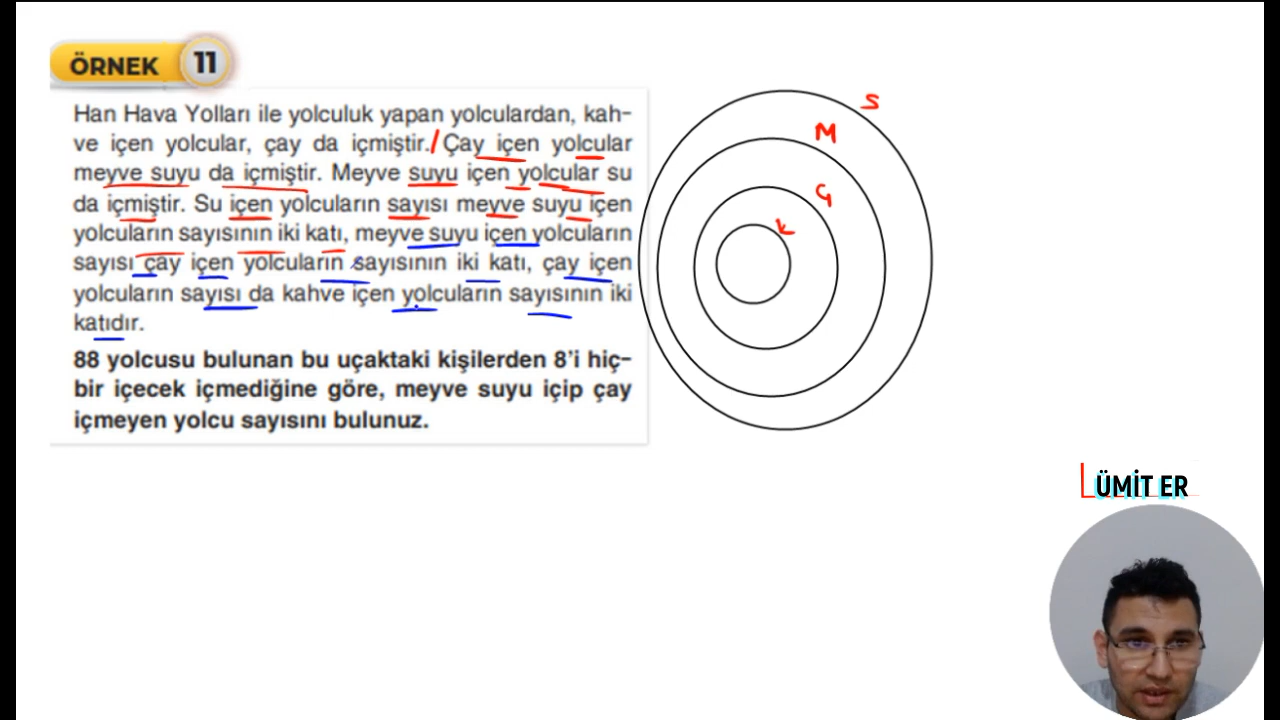 ÖRNEK 11
Han Hava Yolları ile yolculuk yapan yolculardan, kah-
ve içen yolcular, çay da içmiştir. Çay içen yolcular
meyve suyu da içmiştir. Meyve suyu içen yolcular su
da içmiştir. Su içen yolcuların sayısı meyve suyu içen
yolcuların sayısının iki katı, meyve suyu içen yolcuların
sayısı çay içen yolcuların sayısının iki katı, çay içen
yolcuların sayısı da kahve içen yolcuların sayısının iki
katıdır.
88 yolcusu bulunan bu uçaktaki kişilerden 8'i hiç-
bir içecek içmediğine göre, meyve suyu içip çay
içmeyen yolcu sayısını bulunuz.
S
M
Ç
K
ÜMİT ER